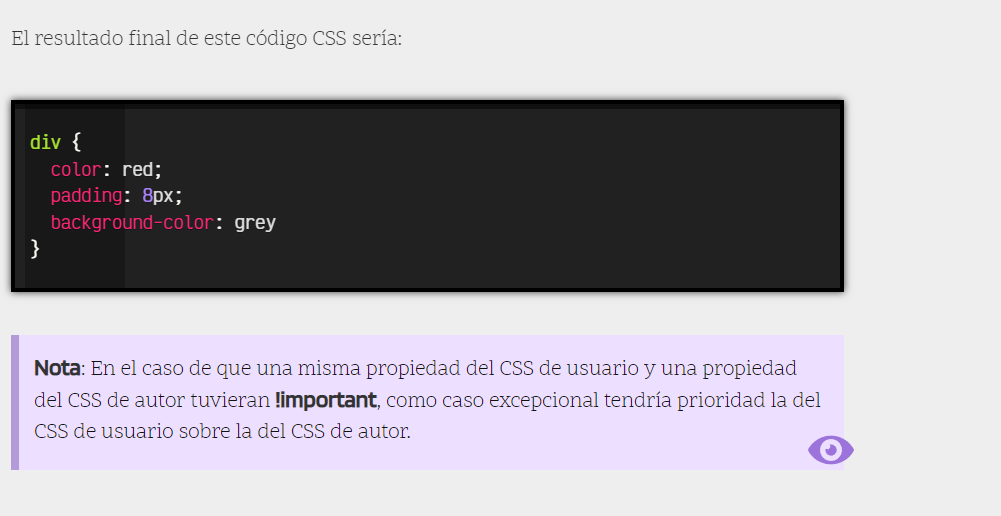 El resultado final de este código CSS sería:
div {
  color: red;
  padding: 8px;
  background-color: grey
}
Nota: En el caso de que una misma propiedad del CSS de usuario y una propiedad
del CSS de autor tuvieran !important, como caso excepcional tendría prioridad la del
CSS de usuario sobre la del CSS de autor.